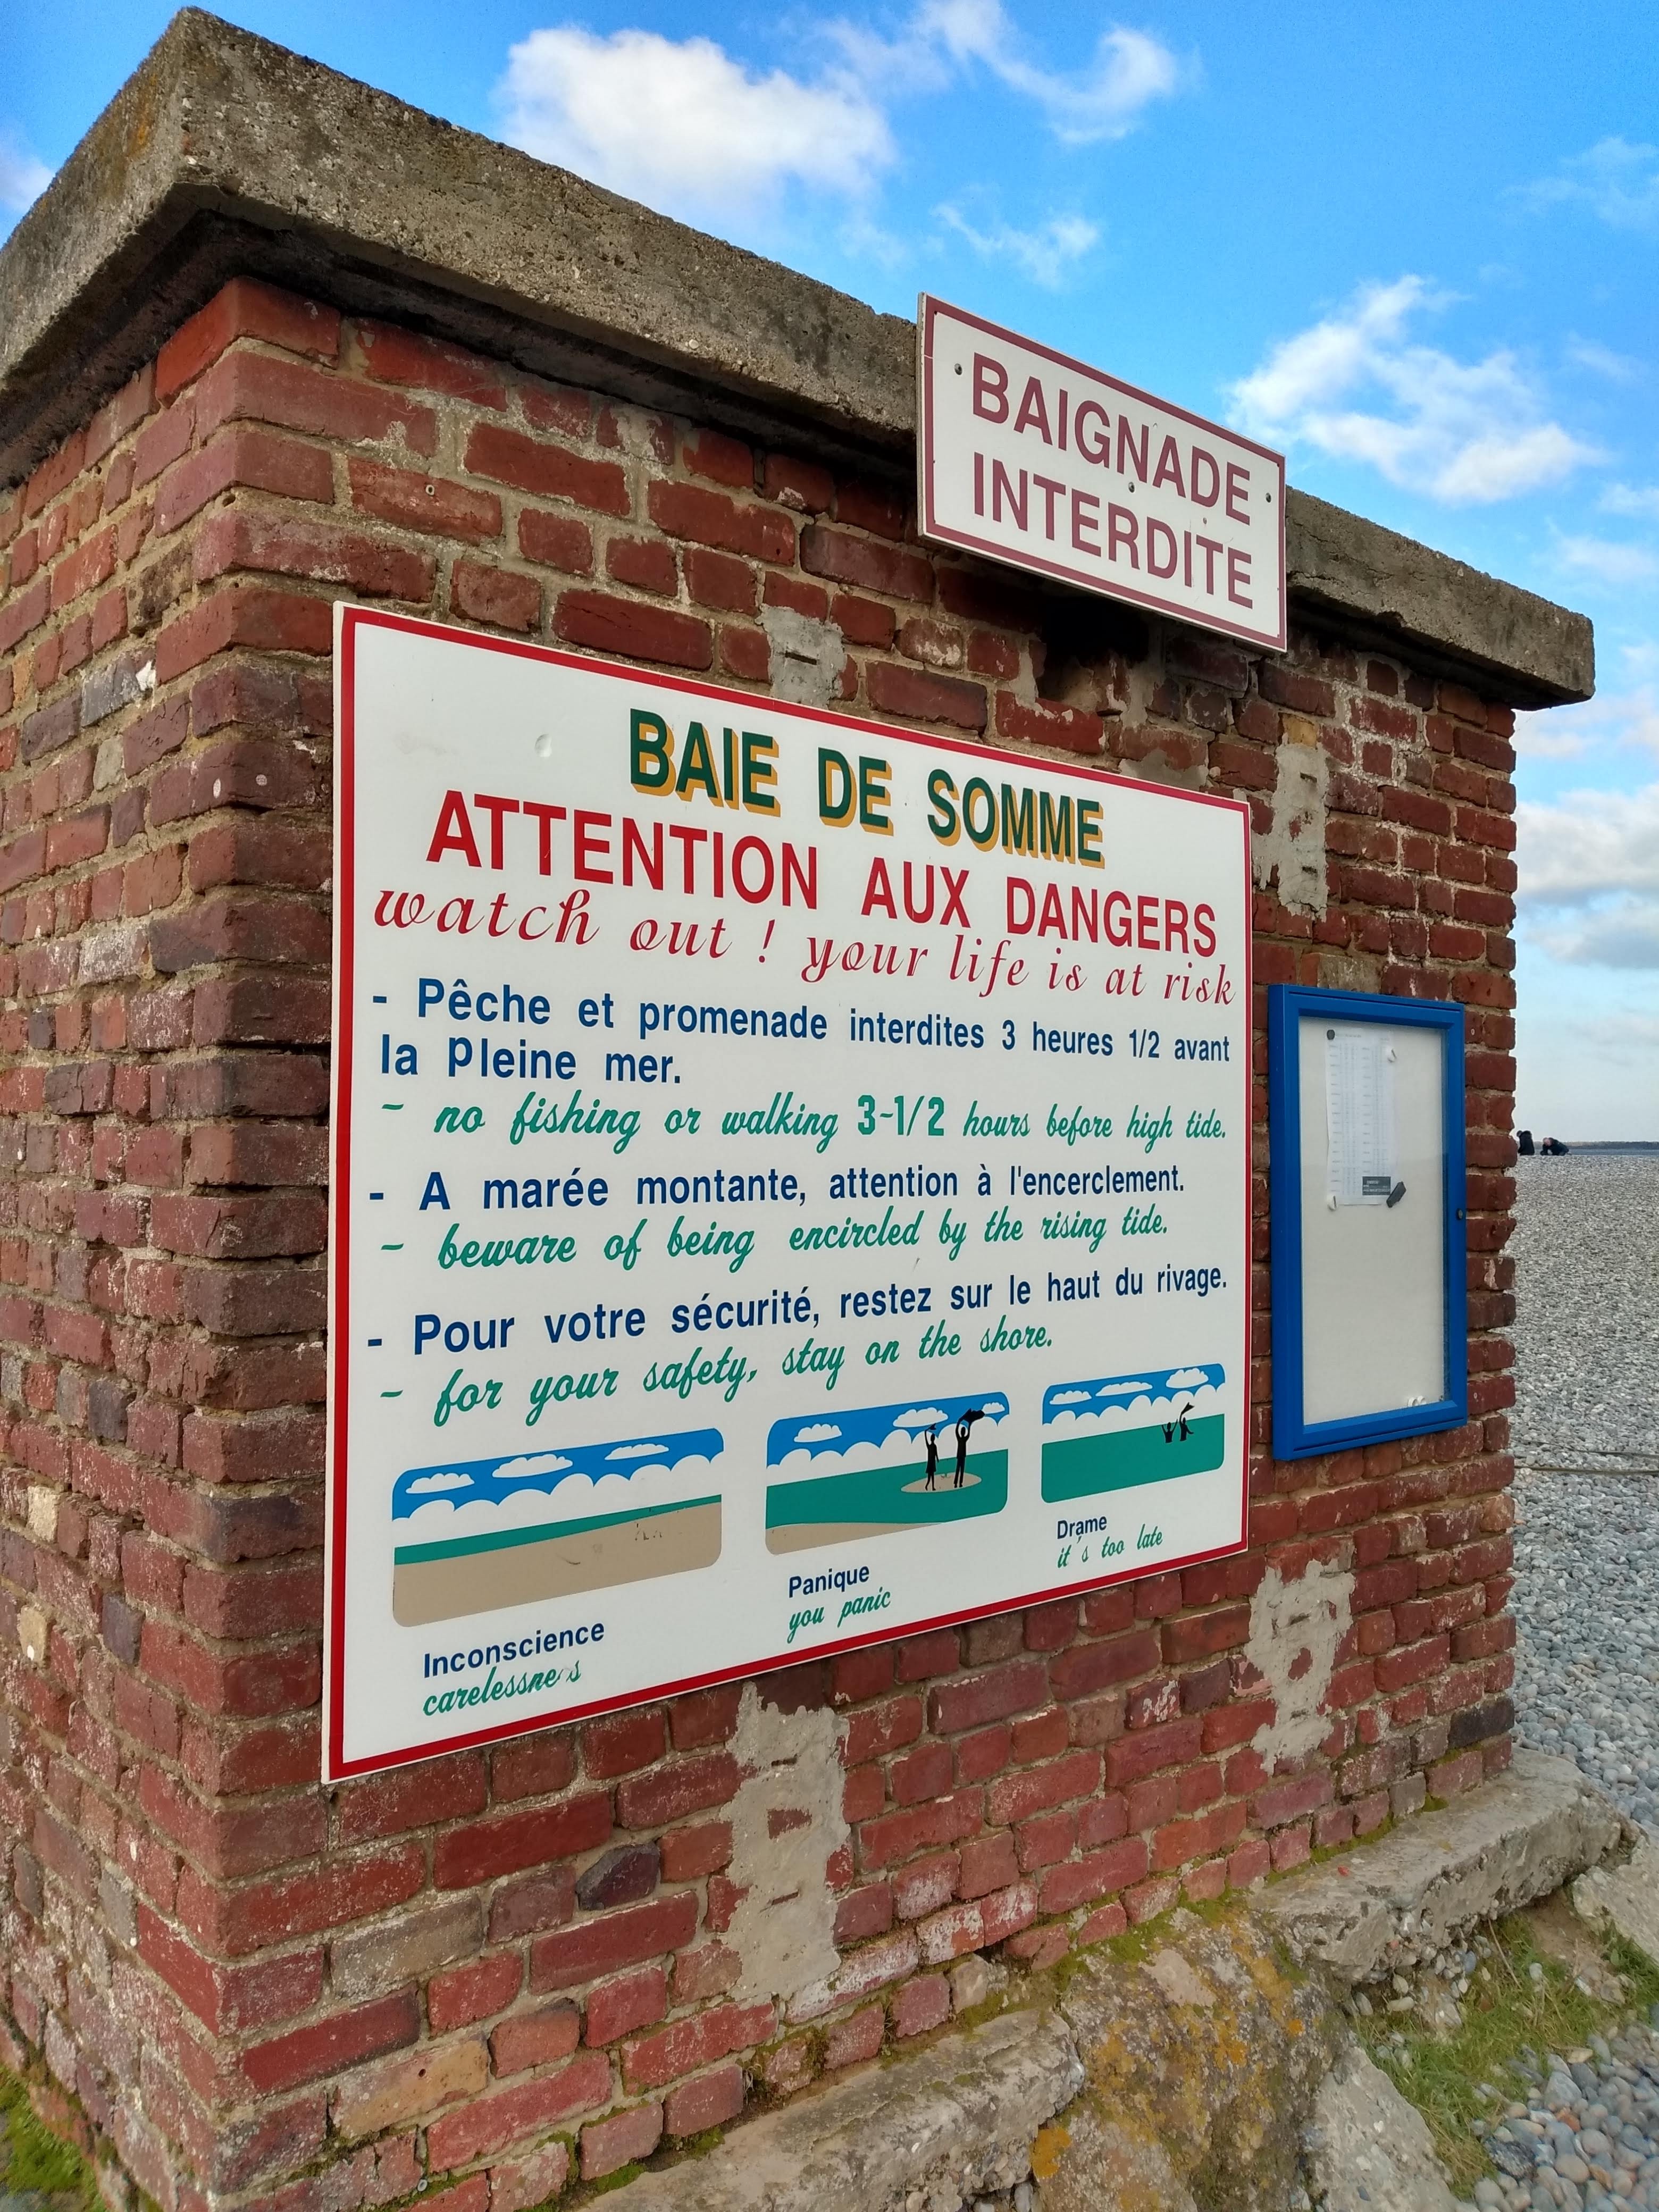 BAIGNADE
INTERDITE
BAIE DE SOMME
ATTENTION AUX DANGERS
watch out ! your life is at risk
- Pêche et promenade interdites 3 heures 1/2 avant
la Pleine mer.
- no fishing or walking 3-1/2 hours before high tide.
- A marée montante, attention à l'encerclement.
- beware of being encircled by the rising tide.
- Pour votre sécurité, restez sur le haut du rivage.
- for your safety, stay on the shore.
Inconscience
carelessness
Panique
you panic
Drame
it's too late